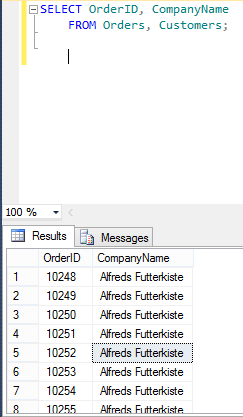 SELECT OrderID, CompanyName
FROM Orders, Customers;
100 %
Results Messages
OrderID CompanyName
1 10248 Alfreds Futterkiste
2 10249 Alfreds Futterkiste
3 10250 Alfreds Futterkiste
4 10251 Alfreds Futterkiste
5 10252 Alfreds Futterkiste
6 10253 Alfreds Futterkiste
7 10254 Alfreds Futterkiste
8 10255 Alfreds Futterkiste